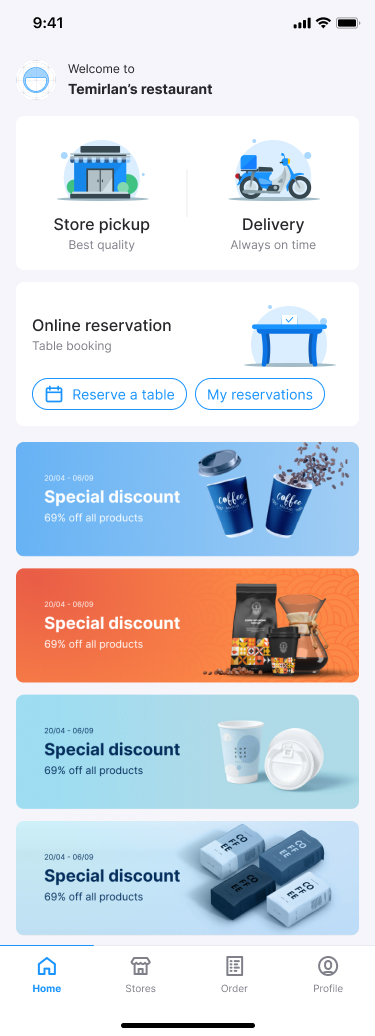 9:41
Welcome to
Temirlan’s restaurant
Store pickup
Best quality
Delivery
Always on time
Online reservation
Table booking
Reserve a table
My reservations
20/04 - 06/09
Special discount
69% off all products
coffee
coffee
20/04 - 06/09
Special discount
69% off all products
20/04 - 06/09
Special discount
69% off all products
20/04 - 06/09
Special discount
69% off all products
COFFEE
COFFEE
Home
Stores
Order
Profile